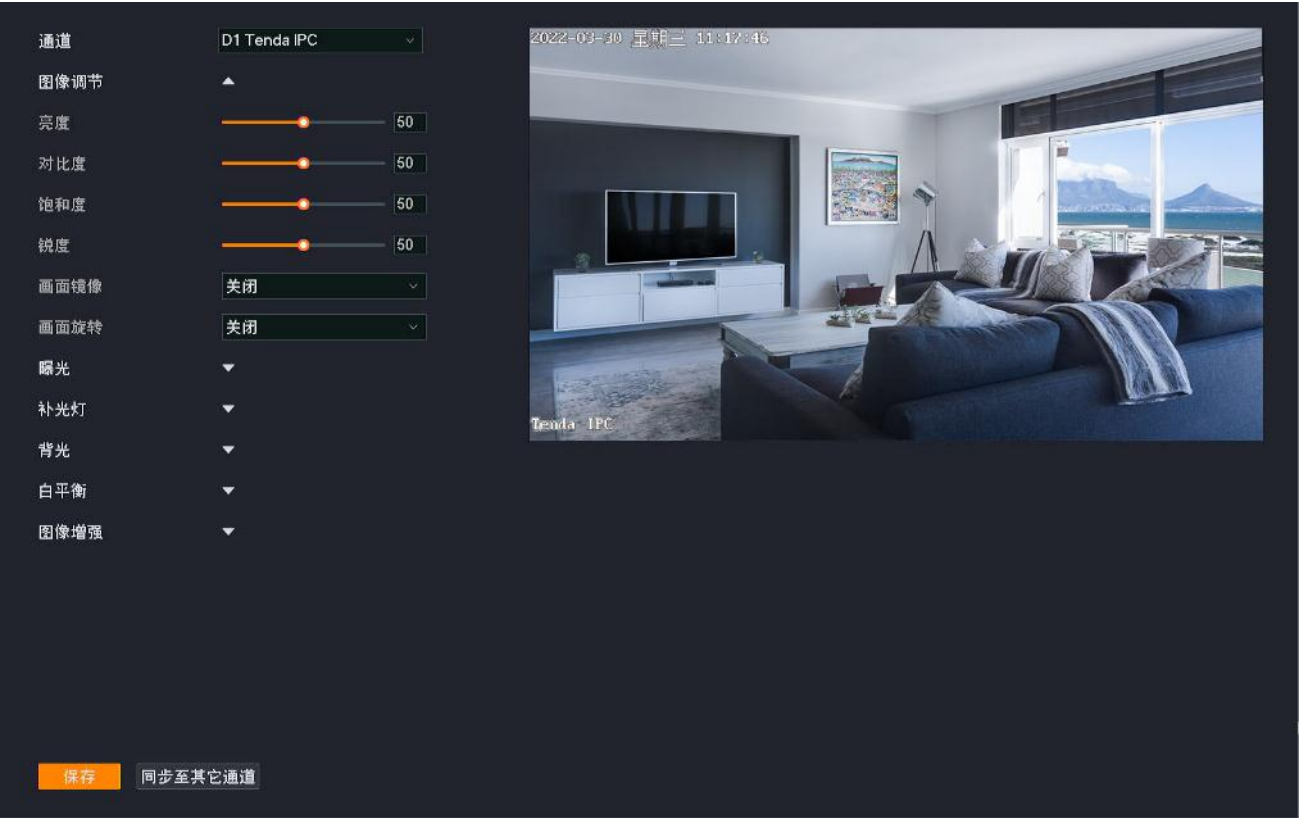 通道 D1 Tenda IPC
图像调节
亮度 50
对比度 50
饱和度 50
锐度 50
画面镜像 关闭
画面旋转 关闭
曝光
补光灯
背光
白平衡
图像增强
保存 同步至其它通道
2022-03-30 星期三 11:17:46
Tenda IPC